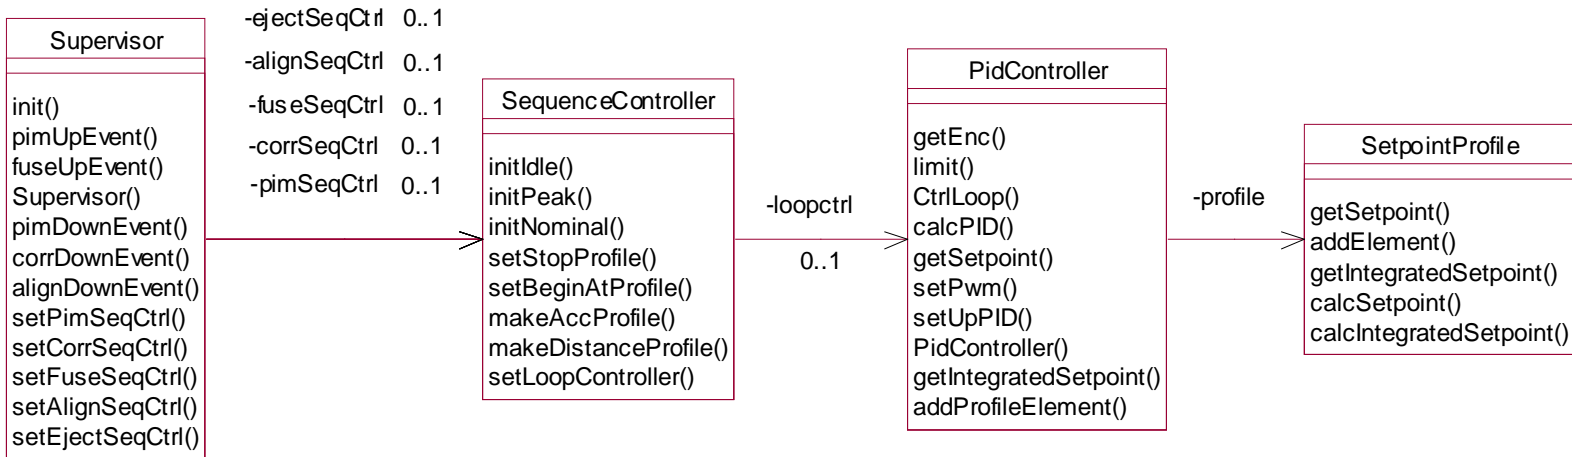 Supervisor
init()
pimUpEvent()
fuseUpEvent()
Supervisor()
pimDownEvent()
corrDownEvent()
alignDownEvent()
setPimSeqCtrl()
setCorrSeqCtrl()
setFuseSeqCtrl()
setAlignSeqCtrl()
setEjectSeqCtrl()
-ejectSeqCtrl 0..1
-alignSeqCtrl 0..1
-fuseSeqCtrl 0..1
-corrSeqCtrl 0..1
-pimSeqCtrl 0..1
SequenceController
initIdle()
initPeak()
initNominal()
setStopProfile()
setBeginAtProfile()
makeAccProfile()
makeDistanceProfile()
setLoopController()
-loopctrl
0..1
PidController
getEnc()
limit()
CtrlLoop()
calcPID()
getSetpoint()
setPwm()
setUpPID()
PidController()
getIntegratedSetpoint()
addProfileElement()
-profile
SetpointProfile
getSetpoint()
addElement()
getIntegratedSetpoint()
calcSetpoint()
calcIntegratedSetpoint()